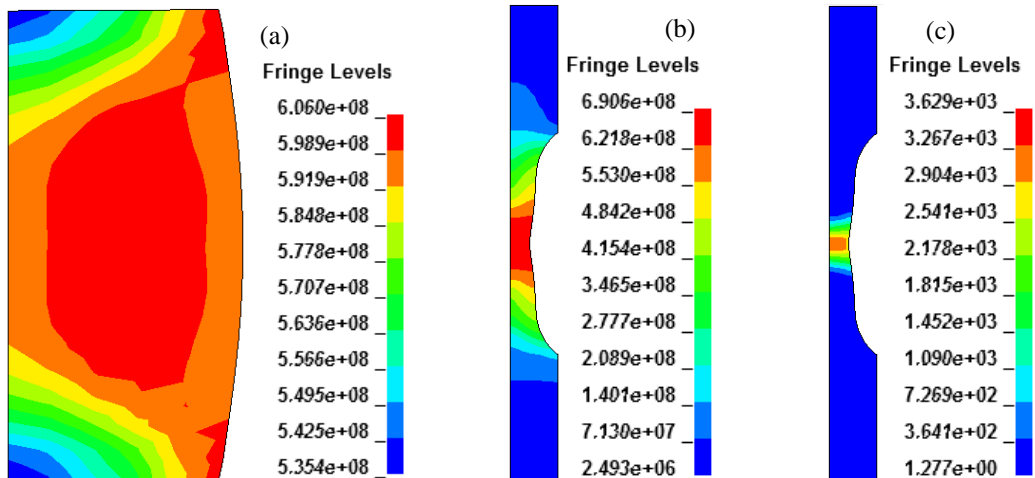 (a)
Fringe Levels
6.060e+08
5.989e+08
5.919e+08
5.848e+08
5.778e+08
5.707e+08
5.636e+08
5.566e+08
5.495e+08
5.425e+08
5.354e+08
(b)
Fringe Levels
6.906e+08
6.218e+08
5.530e+08
4.842e+08
4.154e+08
3.465e+08
2.777e+08
2.089e+08
1.401e+08
7.130e+07
2.493e+06
(c)
Fringe Levels
3.629e+03
3.267e+03
2.904e+03
2.541e+03
2.178e+03
1.815e+03
1.452e+03
1.090e+03
7.269e+02
3.641e+02
1.277e+00